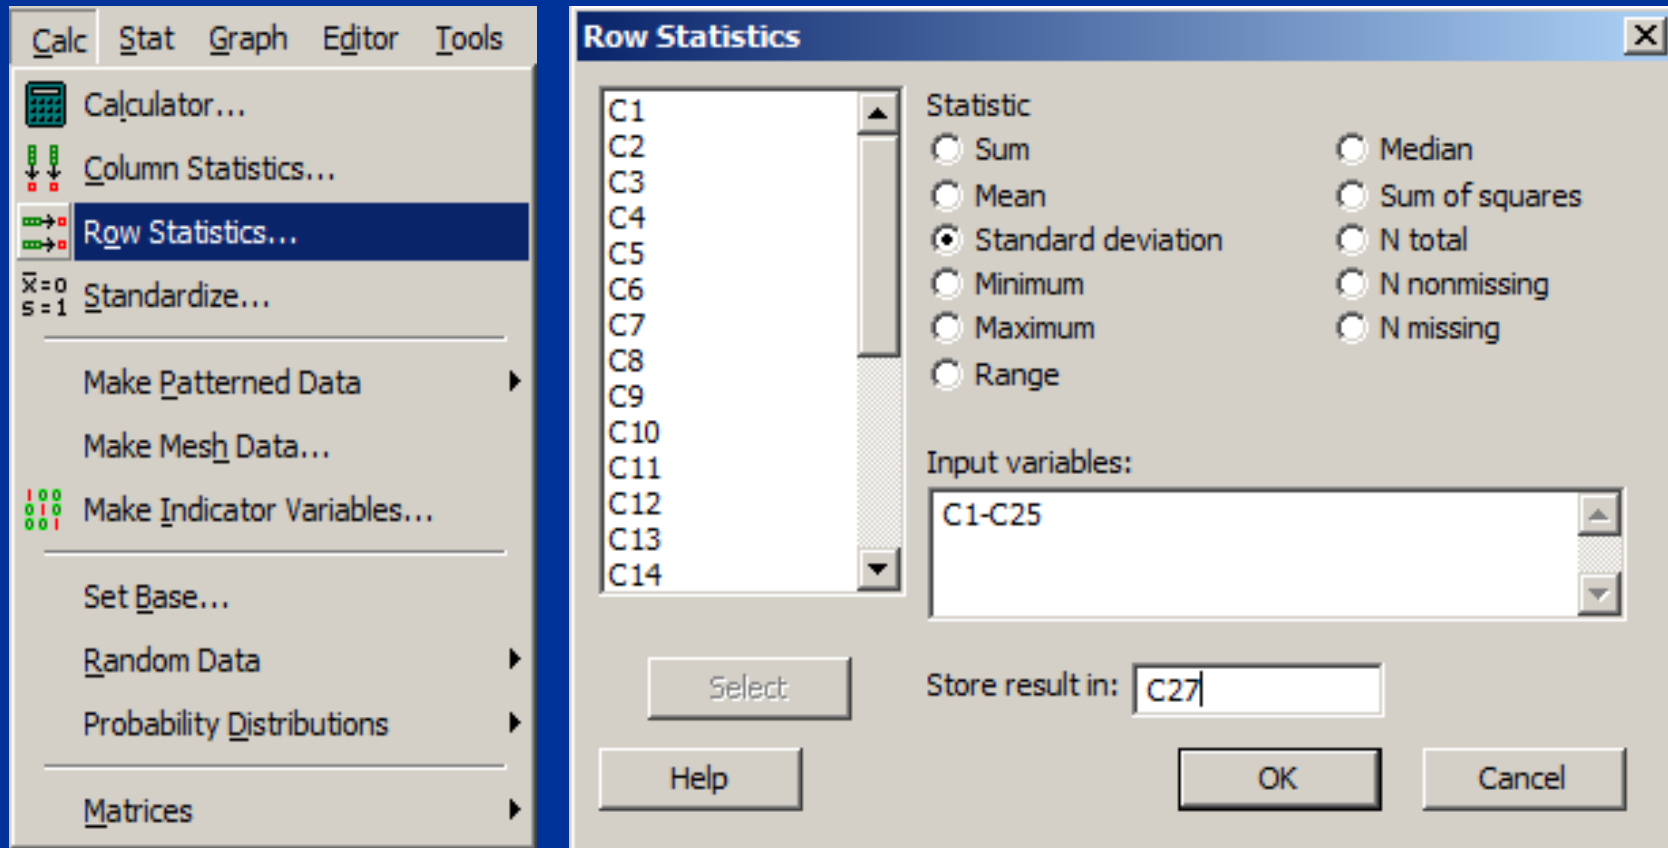 Calc Stat Graph Editor Tools
Calculator...
Column Statistics...
Row Statistics...
x̄=0
s=1 Standardize...
Make Patterned Data
Make Mesh Data...
100
010
001 Make Indicator Variables...
Set Base...
Random Data
Probability Distributions
Matrices
Row Statistics
C1
C2
C3
C4
C5
C6
C7
C8
C9
C10
C11
C12
C13
C14
Statistic
Sum
Mean
Standard deviation
Minimum
Maximum
Range
Median
Sum of squares
N total
N nonmissing
N missing
Input variables:
C1-C25
Select
Store result in: C27
Help
OK
Cancel